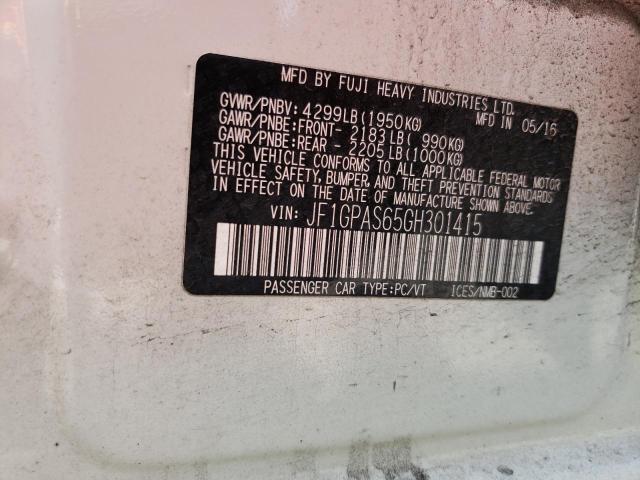 MFD BY FUJI HEAVY INDUSTRIES LTD.
GVWR/PNBV: 4299LB(1950KG) MFD IN 05/16
GAWR/PNBE:FRONT- 2183LB( 990KG)
GAWR/PNBE:REAR - 2205LB(1000KG)
THIS VEHICLE CONFORMS TO ALL APPLICABLE FEDERAL MOTOR
VEHICLE SAFETY, BUMPER, AND THEFT PREVENTION STANDARDS
IN EFFECT ON THE DATE OF MANUFACTURE SHOWN ABOVE.
VIN: JF1GPAS65GH301415
PASSENGER CAR TYPE:PC/VT ICES/NMB-002